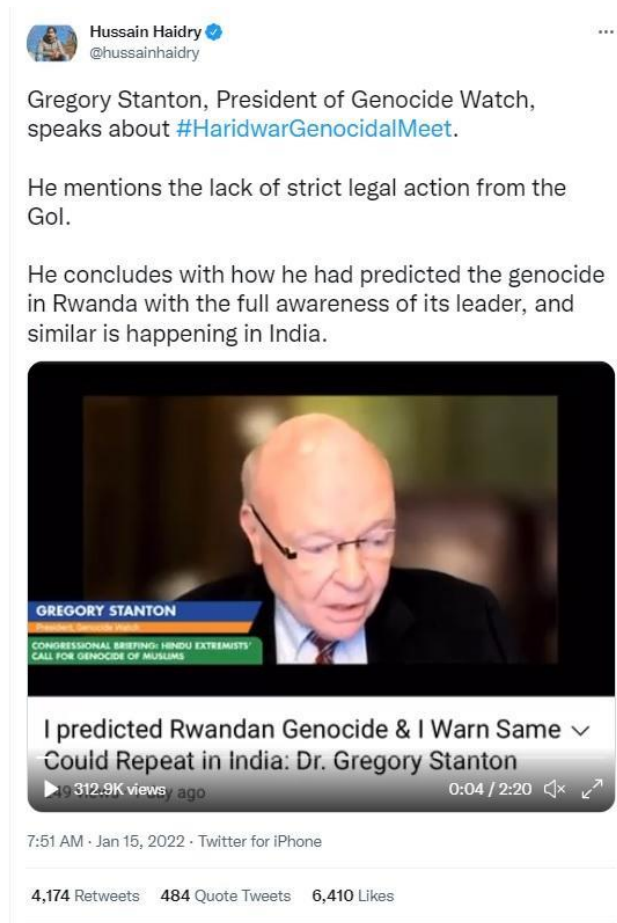 Hussain Haidry
@hussainhaidry
Gregory Stanton, President of Genocide Watch,
speaks about #HaridwarGenocidalMeet.
He mentions the lack of strict legal action from the
GoI.
He concludes with how he had predicted the genocide
in Rwanda with the full awareness of its leader, and
similar is happening in India.
GREGORY STANTON
President, Genocide Watch
CONGRESSIONAL BRIEFING: HINDU EXTREMISTS'
CALL FOR GENOCIDE OF MUSLIMS
I predicted Rwandan Genocide & I Warn Same
Could Repeat in India: Dr. Gregory Stanton
312.9K views
0:04 / 2:20
7:51 AM · Jan 15, 2022 · Twitter for iPhone
4,174 Retweets 484 Quote Tweets 6,410 Likes